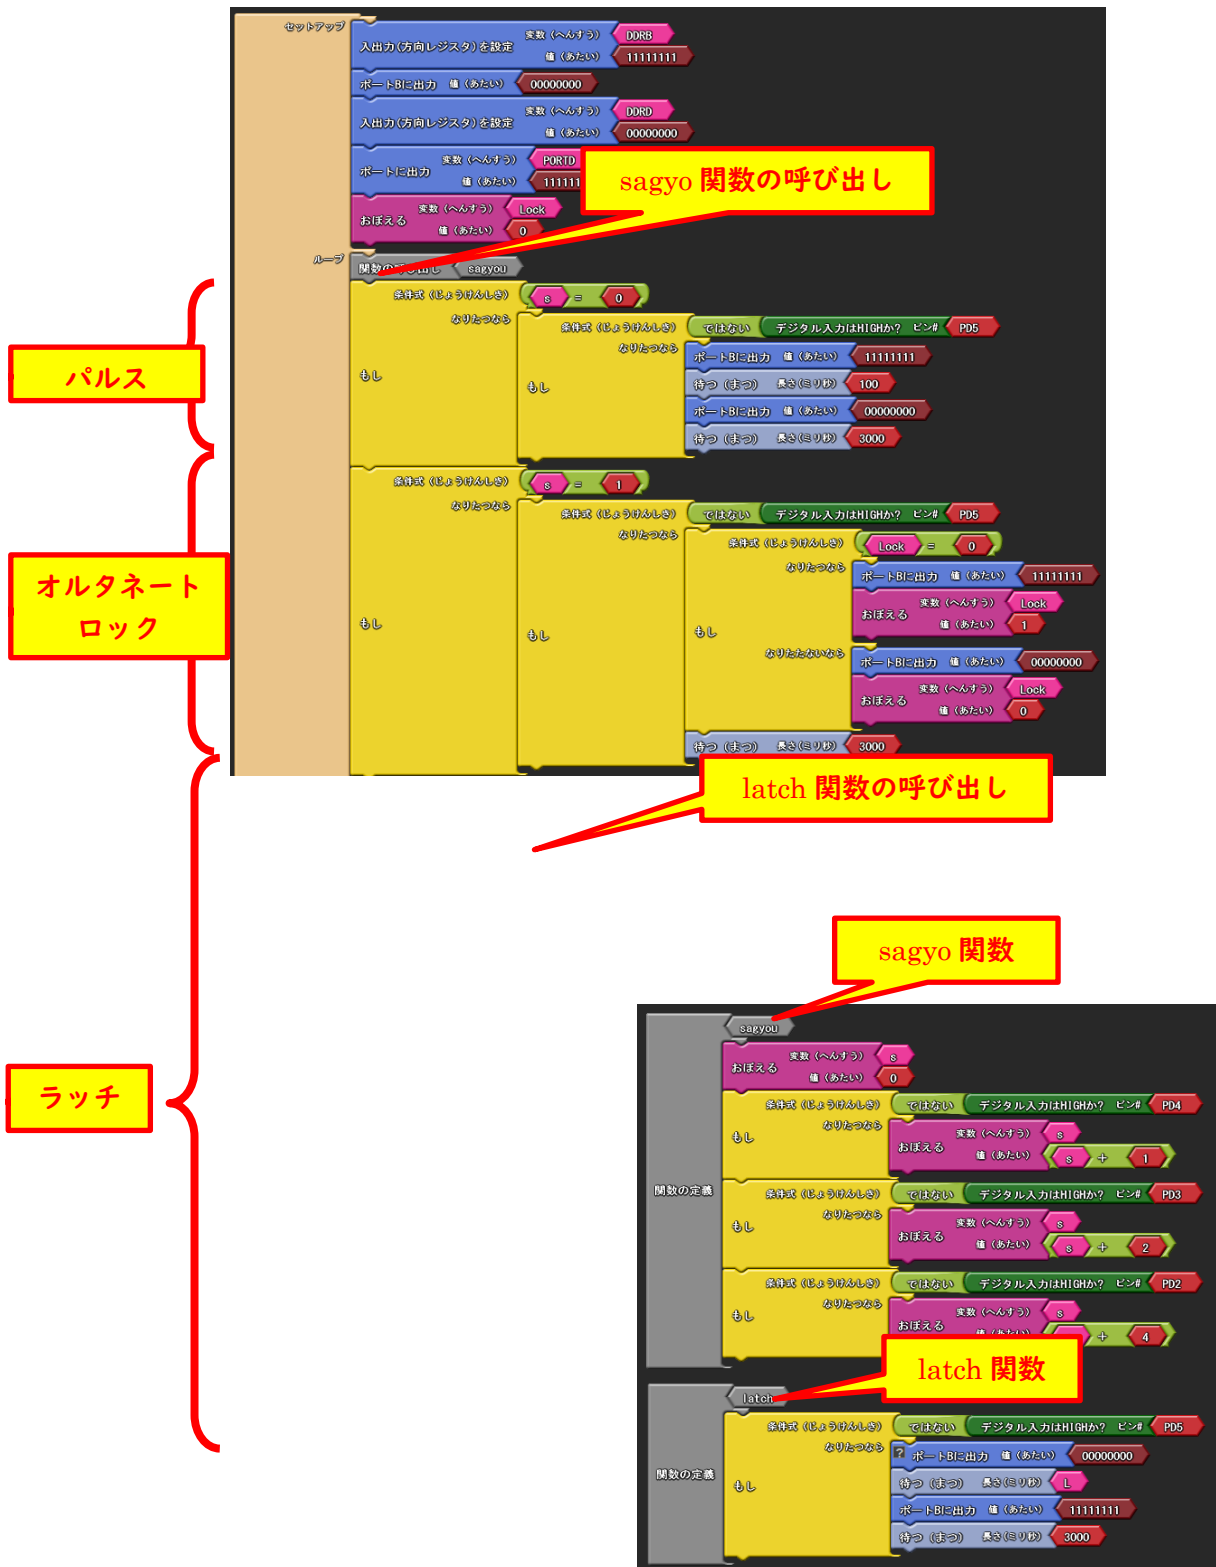 セットアップ
入出力(方向レジスタ)を設定 変数 (へんすう) DDRB
値 (あたい) 11111111
ポートBに出力 値 (あたい) 00000000
入出力(方向レジスタ)を設定 変数 (へんすう) DDRD
値 (あたい) 00000000
ポートに出力 変数 (へんすう) PORTD
値 (あたい)
sagyo 関数の呼び出し
おぼえる 変数 (へんすう) Lock
値 (あたい) 0
ループ
関数の呼び出し sagyou
パルス
もし 条件式 (じょうけんしき) s = 0
なりたつなら
もし 条件式 (じょうけんしき) ではない デジタル入力はHIGHか? ピン# PD5
なりたつなら
ポートBに出力 値 (あたい) 11111111
待つ (まつ) 長さ(ミリ秒) 100
ポートBに出力 値 (あたい) 00000000
待つ (まつ) 長さ(ミリ秒) 3000
オルタネート
ロック
もし 条件式 (じょうけんしき) s = 1
なりたつなら
もし 条件式 (じょうけんしき) ではない デジタル入力はHIGHか? ピン# PD5
なりたつなら
もし 条件式 (じょうけんしき) Lock = 0
なりたつなら
ポートBに出力 値 (あたい) 11111111
おぼえる 変数 (へんすう) Lock
値 (あたい) 1
なりたたないなら
ポートBに出力 値 (あたい) 00000000
おぼえる 変数 (へんすう) Lock
値 (あたい) 0
待つ (まつ) 長さ(ミリ秒) 3000
latch 関数の呼び出し
ラッチ
sagyo 関数
関数の定義 sagyou
おぼえる 変数 (へんすう) s
値 (あたい) 0
もし 条件式 (じょうけんしき) ではない デジタル入力はHIGHか? ピン# PD4
なりたつなら
おぼえる 変数 (へんすう) s
値 (あたい) s + 1
もし 条件式 (じょうけんしき) ではない デジタル入力はHIGHか? ピン# PD3
なりたつなら
おぼえる 変数 (へんすう) s
値 (あたい) s + 2
もし 条件式 (じょうけんしき) ではない デジタル入力はHIGHか? ピン# PD2
なりたつなら
おぼえる 変数 (へんすう) s
+ 4
latch 関数
関数の定義 latch
もし 条件式 (じょうけんしき) ではない デジタル入力はHIGHか? ピン# PD5
なりたつなら
? ポートBに出力 値 (あたい) 00000000
待つ (まつ) 長さ(ミリ秒) L
ポートBに出力 値 (あたい) 11111111
待つ (まつ) 長さ(ミリ秒) 3000